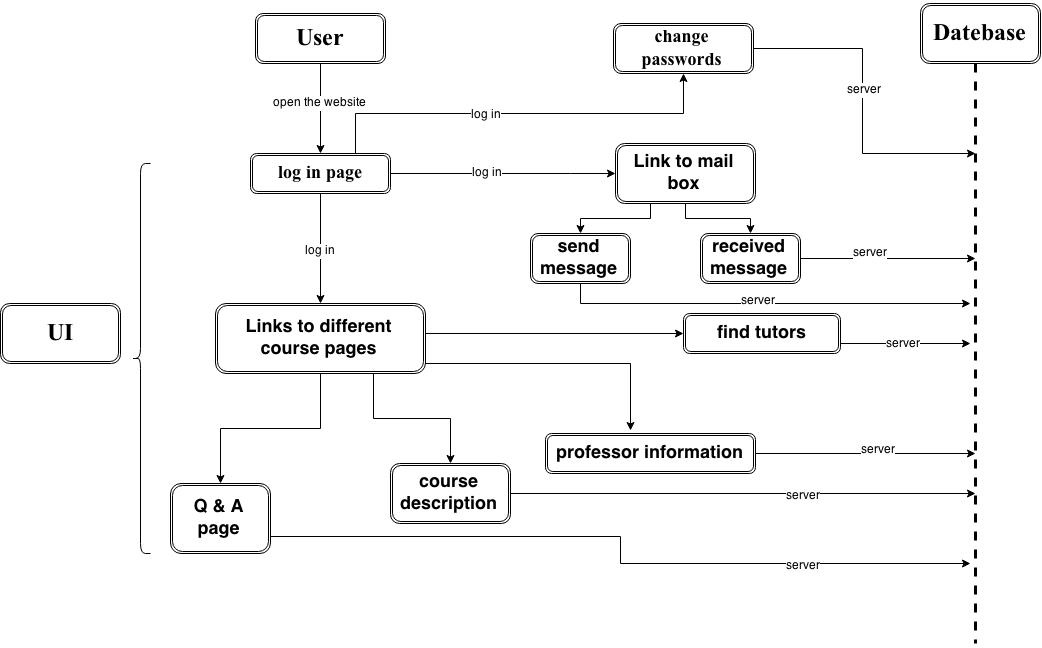 User
change
passwords
Datebase
open the website
server
log in
log in page
log in
Link to mail
box
log in
send
message
received
message
server
server
UI
Links to different
course pages
find tutors
server
professor information
server
course
description
server
Q & A
page
server